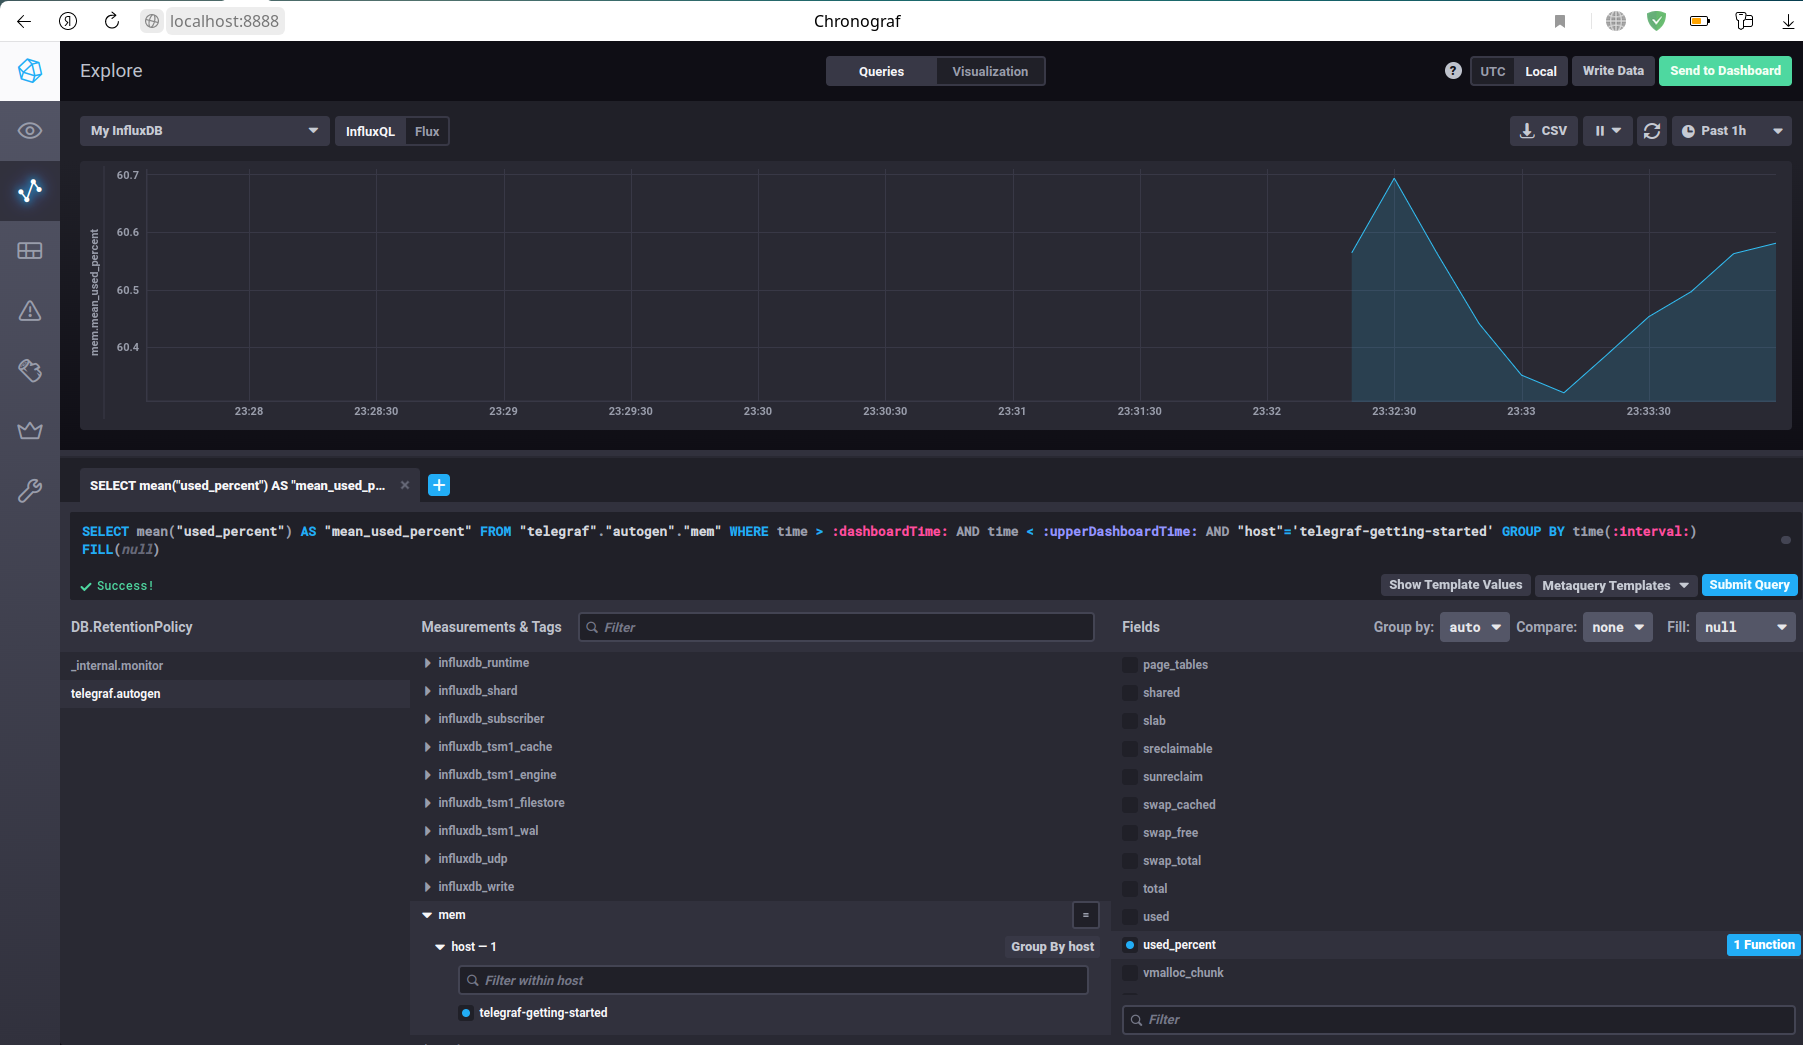 localhost:8888
Chronograf
Explore
Queries
Visualization
?
UTC
Local
Write Data
Send to Dashboard
My InfluxDB
InfluxQL
Flux
CSV
Past 1h
mem.mean_used_percent
60.7
60.6
60.5
60.4
23:28
23:28:30
23:29
23:29:30
23:30
23:30:30
23:31
23:31:30
23:32
23:32:30
23:33
23:33:30
SELECT mean("used_percent") AS "mean_used_p...
SELECT mean("used_percent") AS "mean_used_percent" FROM "telegraf"."autogen"."mem" WHERE time > :dashboardTime: AND time < :upperDashboardTime: AND "host"='telegraf-getting-started' GROUP BY time(:interval:)
FILL(null)
Success!
Show Template Values
Metaquery Templates
Submit Query
DB.RetentionPolicy
_internal.monitor
telegraf.autogen
Measurements & Tags
Filter
influxdb_runtime
influxdb_shard
influxdb_subscriber
influxdb_tsm1_cache
influxdb_tsm1_engine
influxdb_tsm1_filestore
influxdb_tsm1_wal
influxdb_udp
influxdb_write
mem
=
host — 1
Group By host
Filter within host
telegraf-getting-started
Fields
Group by:
auto
Compare:
none
Fill:
null
page_tables
shared
slab
sreclaimable
sunreclaim
swap_cached
swap_free
swap_total
total
used
used_percent
1 Function
vmalloc_chunk
Filter